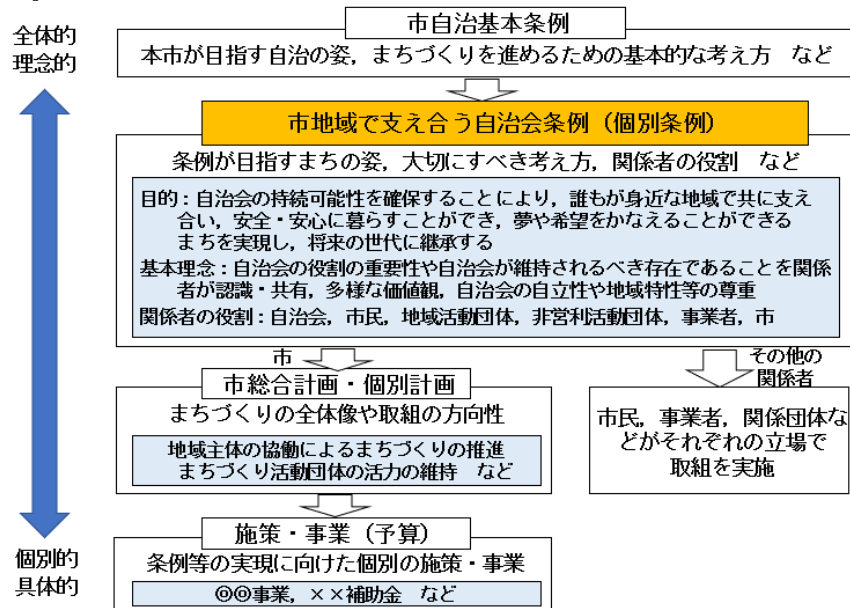 市自治基本条例
全体的
理念的
本市が目指す自治の姿，まちづくりを進めるための基本的な考え方　など
市地域で支え合う自治会条例（個別条例）
条例が目指すまちの姿，大切にすべき考え方，関係者の役割　など
目的：自治会の持続可能性を確保することにより，誰もが身近な地域で共に支え
合い，安全・安心に暮らすことができ，夢や希望をかなえることができる
まちを実現し，将来の世代に継承する
基本理念：自治会の役割の重要性や自治会が維持されるべき存在であることを関係
者が認識・共有，多様な価値観，自治会の自立性や地域特性等の尊重
関係者の役割：自治会，市民，地域活動団体，非営利活動団体，事業者，市
市
その他の
関係者
市総合計画・個別計画
まちづくりの全体像や取組の方向性
地域主体の協働によるまちづくりの推進
まちづくり活動団体の活力の維持　など
市民，事業者，関係団体な
どがそれぞれの立場で
取組を実施
施策・事業（予算）
個別的
具体的
条例等の実現に向けた個別の施策・事業
◎◎事業，××補助金　など